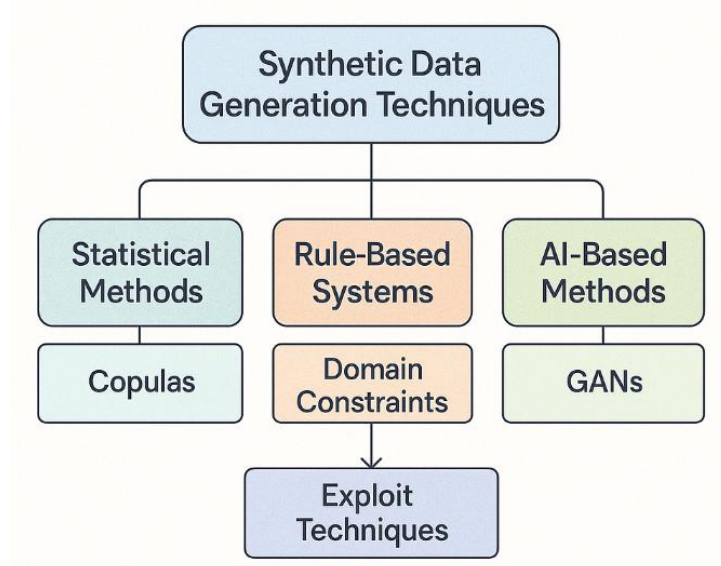 Synthetic Data
Generation Techniques
Statistical
Methods
Rule-Based
Systems
AI-Based
Methods
Copulas
Domain
Constraints
GANs
Exploit
Techniques